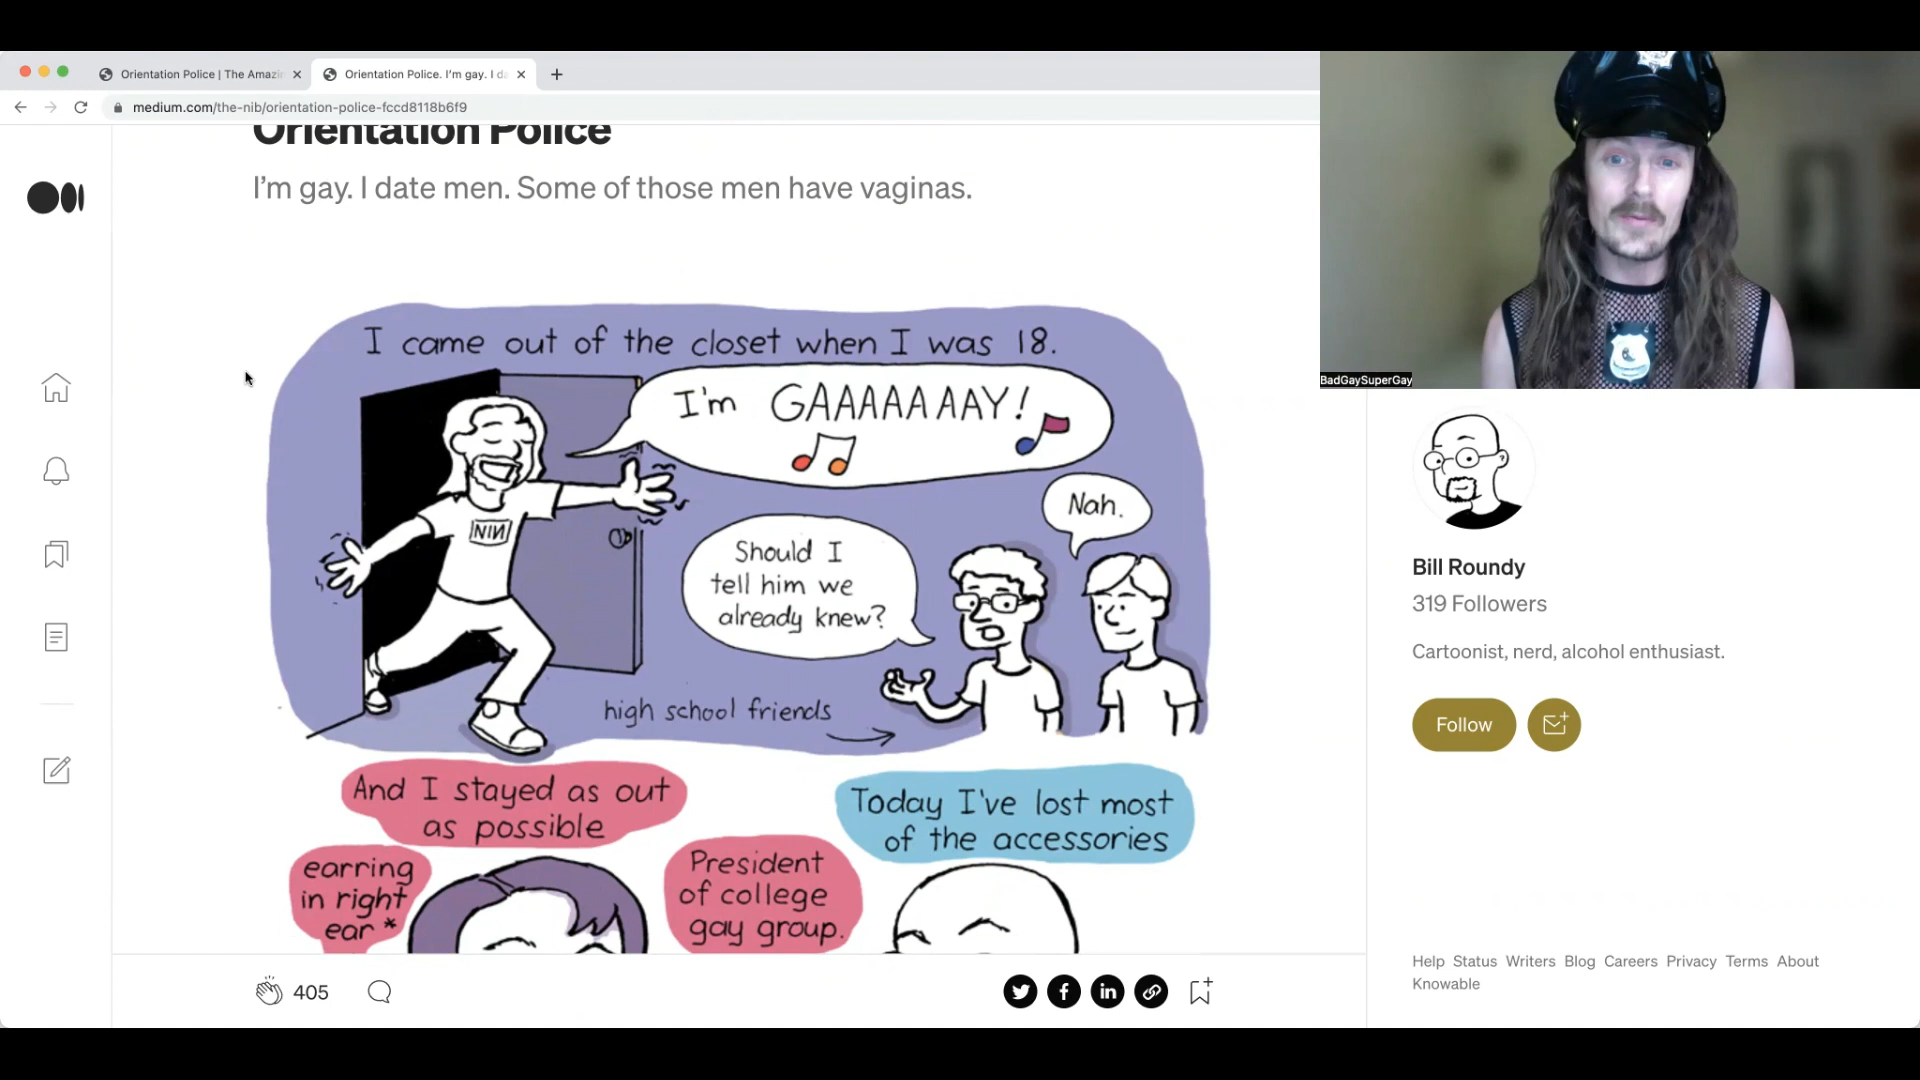 Orientation Police | The Amazi
Orientation Police. I'm gay. I da
medium.com/the-nib/orientation-police-fccd8118b6f9
Orientation Police
I'm gay. I date men. Some of those men have vaginas.
I came out of the closet when I was 18.
I'm GAAAAAAAY!
NIN
Nah.
Should I
tell him we
already knew?
high school friends
And I stayed as out
as possible
Today I've lost most
of the accessories
earring
in right
ear *
President
of college
gay group.
405
BadGaySuperGay
Bill Roundy
319 Followers
Cartoonist, nerd, alcohol enthusiast.
Follow
Help Status Writers Blog Careers Privacy Terms About
Knowable